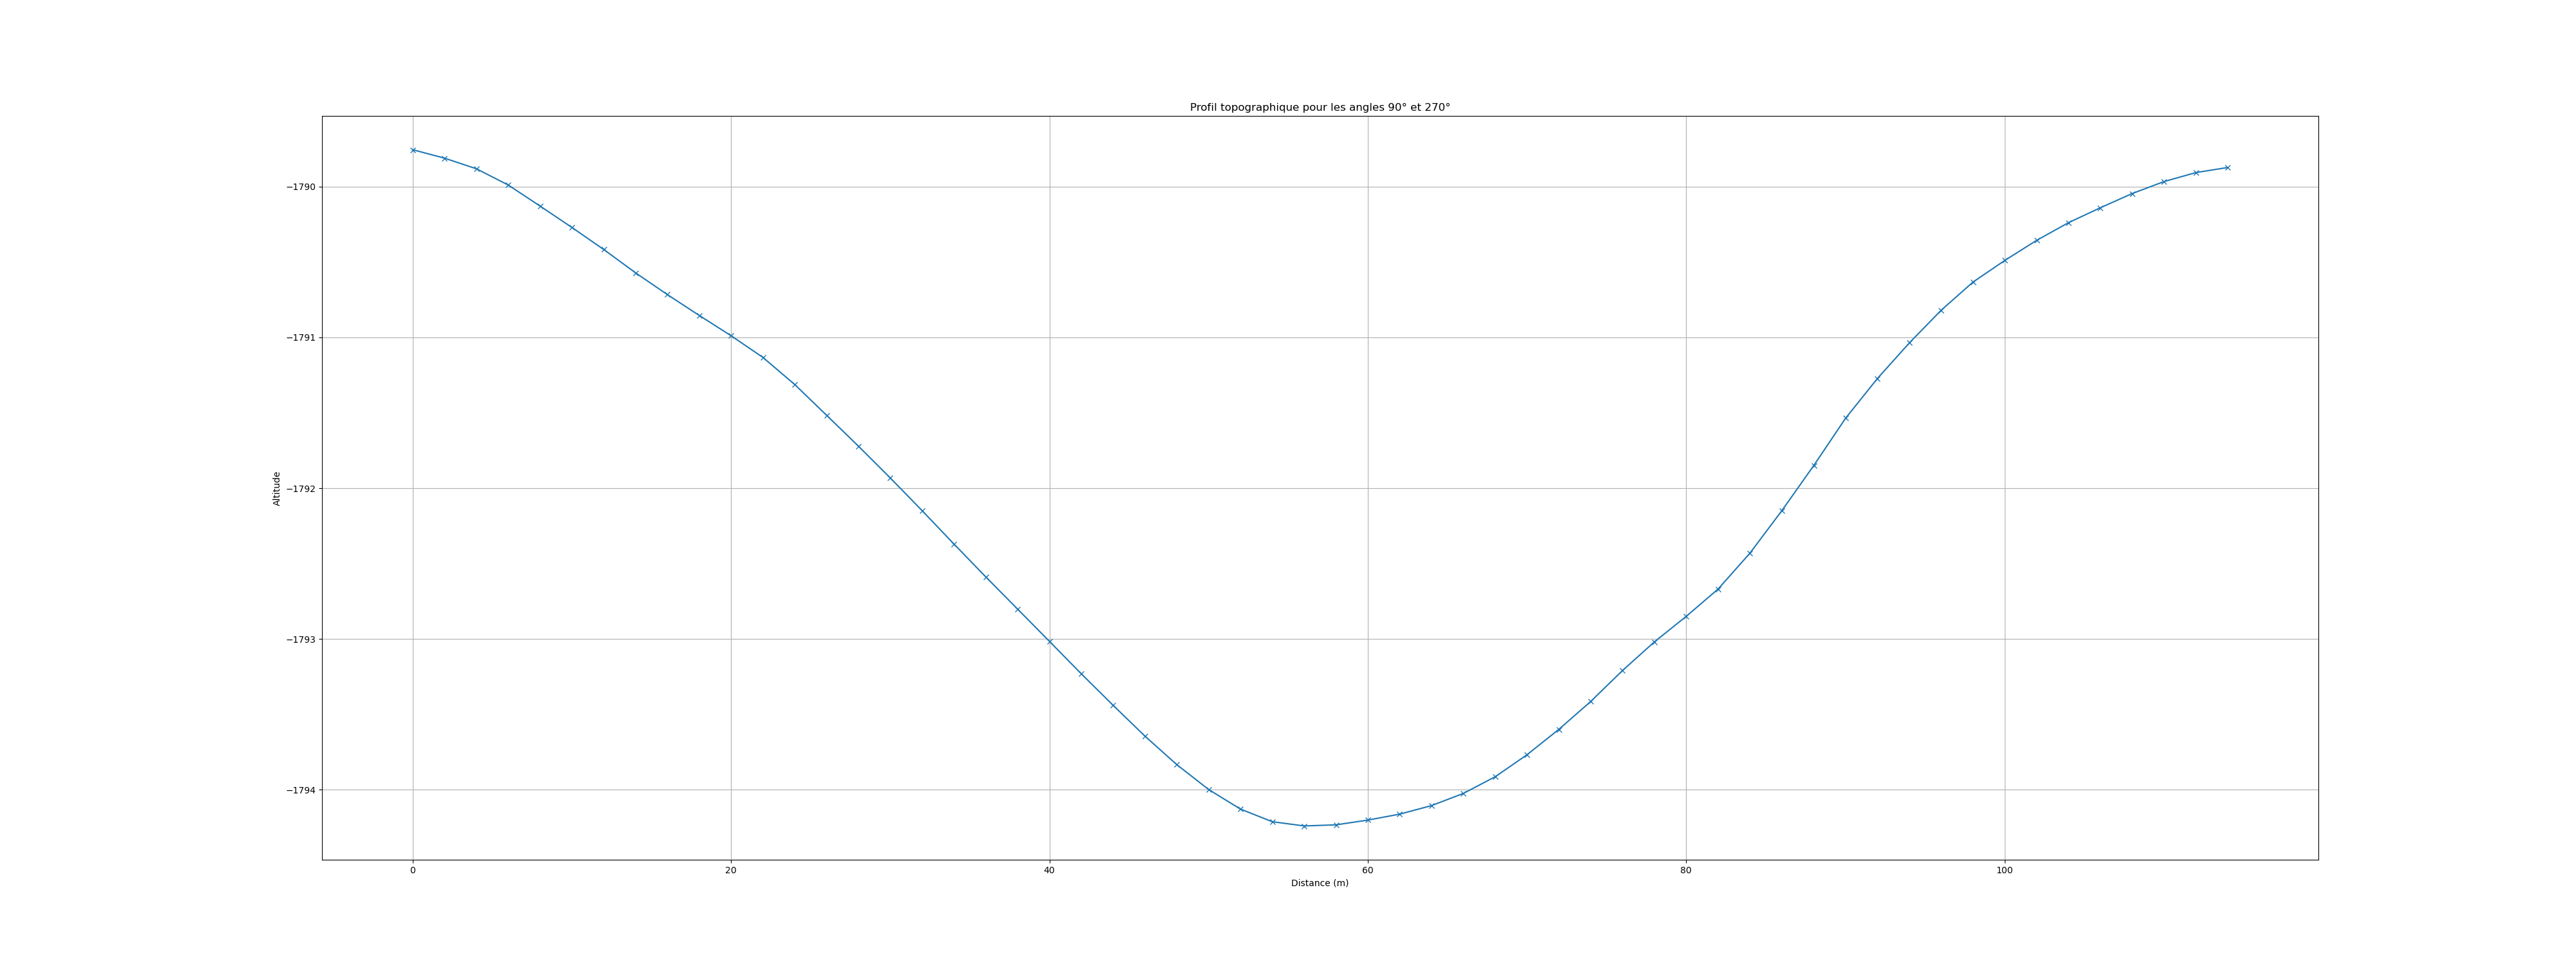 Profil topographique pour les angles 90° et 270°
Altitude
−1790
−1791
−1792
−1793
−1794
0 20 40 60 80 100
Distance (m)